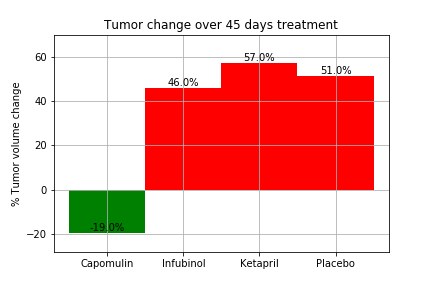 Tumor change over 45 days treatment
% Tumor volume change
60
40
20
0
−20
-19.0%
46.0%
57.0%
51.0%
Capomulin
Infubinol
Ketapril
Placebo